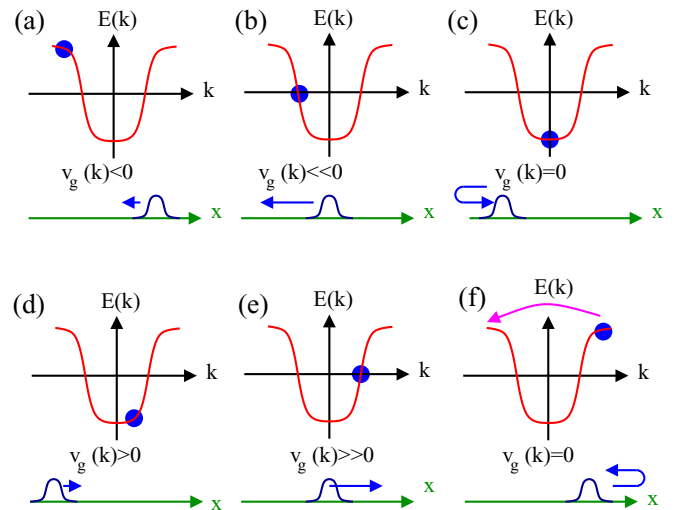 (a) E(k)
k
v_g (k)<0
x
(b) E(k)
k
v_g (k)<<0
x
(c) E(k)
k
v_g (k)=0
x
(d) E(k)
k
v_g (k)>0
x
(e) E(k)
k
v_g (k)>>0
x
(f) E(k)
k
v_g (k)=0
x